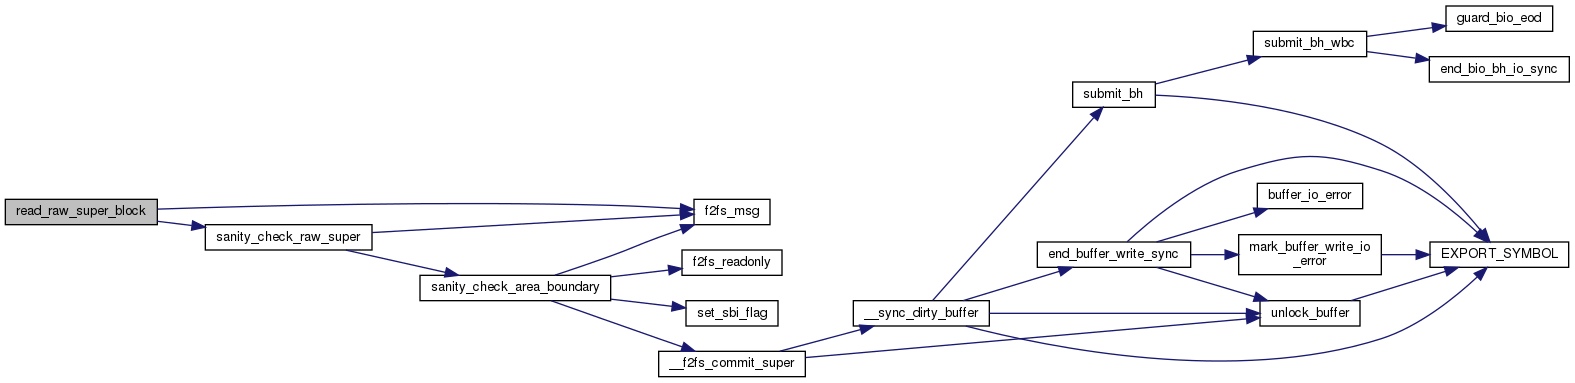 guard_bio_eod
submit_bh_wbc
end_bio_bh_io_sync
submit_bh
buffer_io_error
read_raw_super_block
f2fs_msg
sanity_check_raw_super
end_buffer_write_sync
mark_buffer_write_io
_error
EXPORT_SYMBOL
f2fs_readonly
sanity_check_area_boundary
set_sbi_flag
__sync_dirty_buffer
unlock_buffer
__f2fs_commit_super